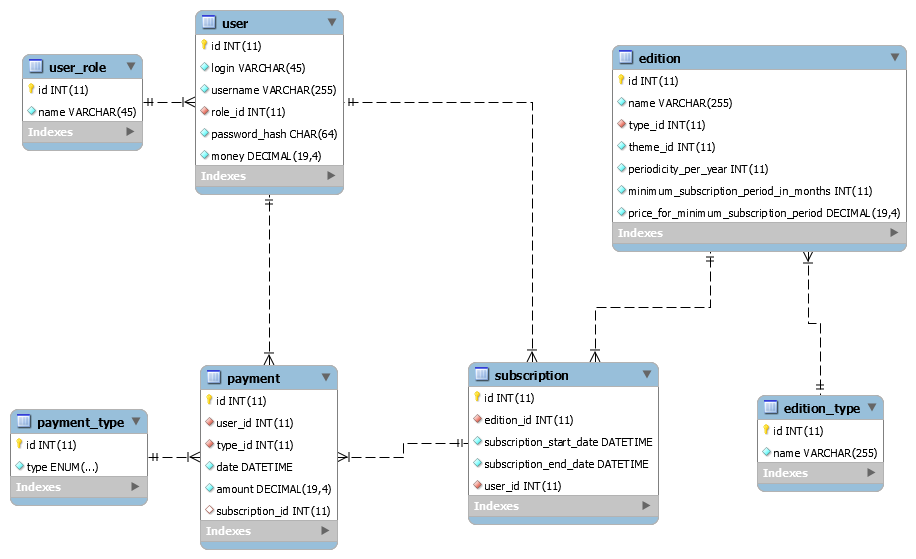 user
id INT(11)
login VARCHAR(45)
username VARCHAR(255)
role_id INT(11)
password_hash CHAR(64)
money DECIMAL(19,4)
Indexes
user_role
id INT(11)
name VARCHAR(45)
Indexes
edition
id INT(11)
name VARCHAR(255)
type_id INT(11)
theme_id INT(11)
periodicity_per_year INT(11)
minimum_subscription_period_in_months INT(11)
price_for_minimum_subscription_period DECIMAL(19,4)
Indexes
payment
id INT(11)
user_id INT(11)
type_id INT(11)
date DATETIME
amount DECIMAL(19,4)
subscription_id INT(11)
Indexes
subscription
id INT(11)
edition_id INT(11)
subscription_start_date DATETIME
subscription_end_date DATETIME
user_id INT(11)
Indexes
payment_type
id INT(11)
type ENUM(...)
Indexes
edition_type
id INT(11)
name VARCHAR(255)
Indexes